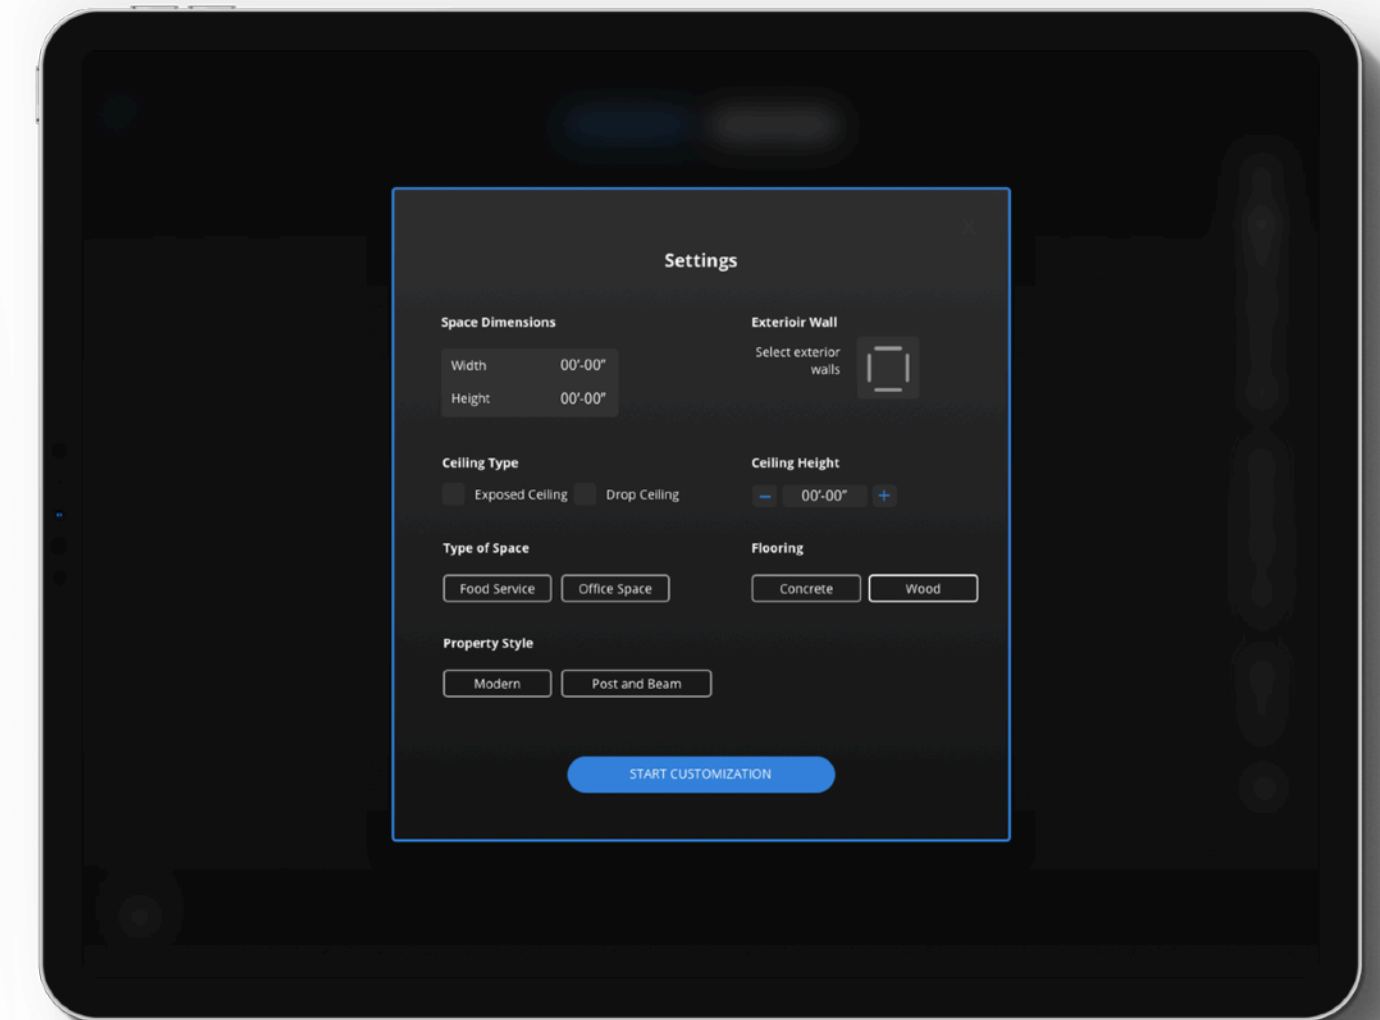 X
Settings
Space Dimensions
Width 00'-00"
Height 00'-00"
Exterioir Wall
Select exterior
walls
Ceiling Type
Exposed Ceiling Drop Ceiling
Ceiling Height
– 00'-00" +
Type of Space
Food Service Office Space
Flooring
Concrete Wood
Property Style
Modern Post and Beam
START CUSTOMIZATION